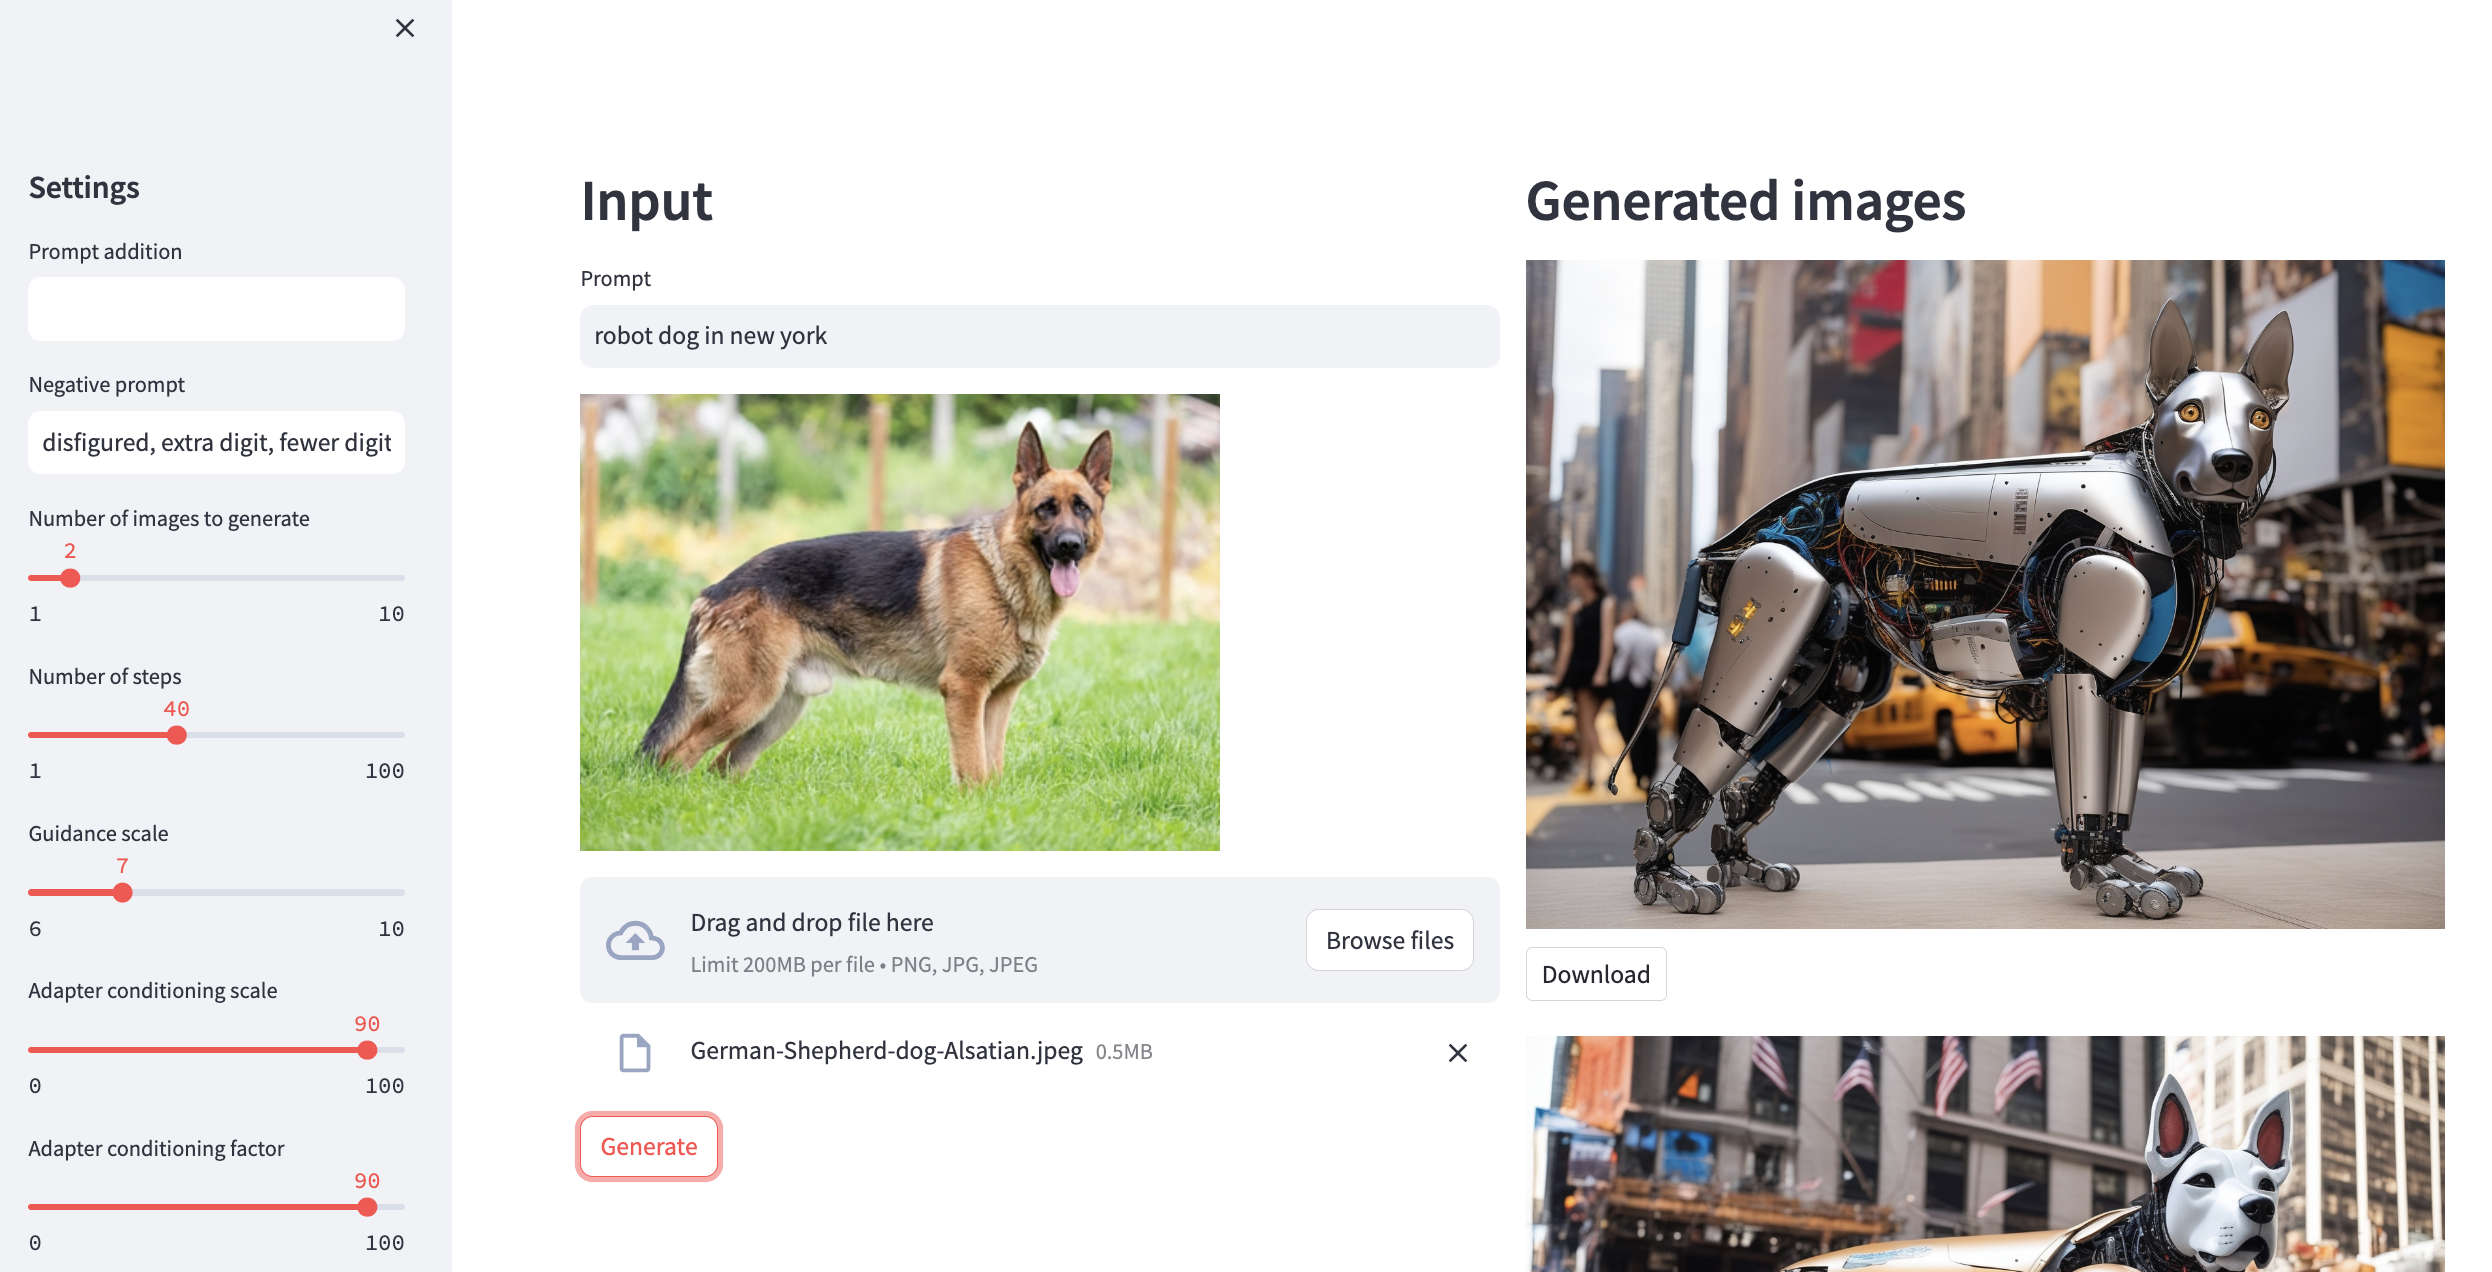 Settings
Prompt addition
Negative prompt
disfigured, extra digit, fewer digit
Number of images to generate
2
1 10
Number of steps
40
1 100
Guidance scale
7
6 10
Adapter conditioning scale
90
0 100
Adapter conditioning factor
90
0 100
Input
Prompt
robot dog in new york
Drag and drop file here
Limit 200MB per file • PNG, JPG, JPEG
Browse files
German-Shepherd-dog-Alsatian.jpeg 0.5MB
Generate
Generated images
Download